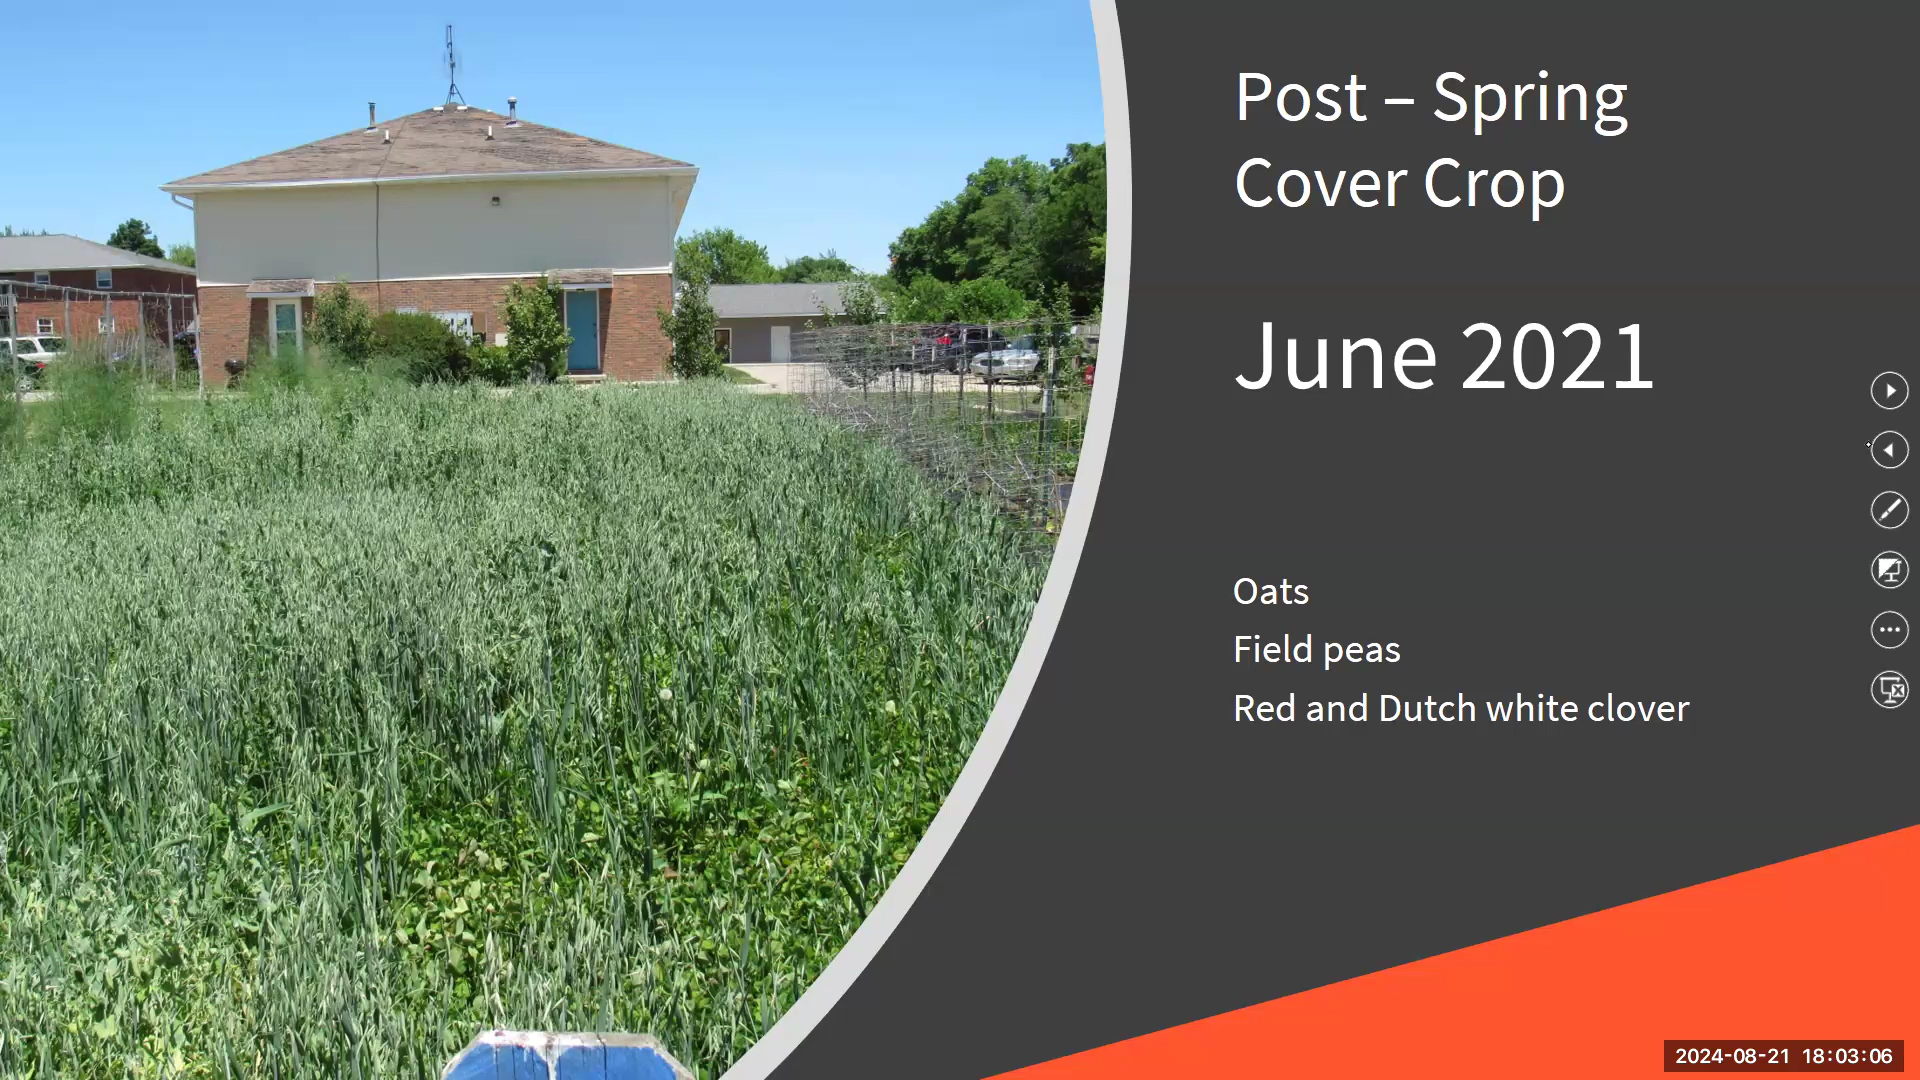 Post – Spring
Cover Crop
June 2021
Oats
Field peas
Red and Dutch white clover
2024-08-21 18:03:06